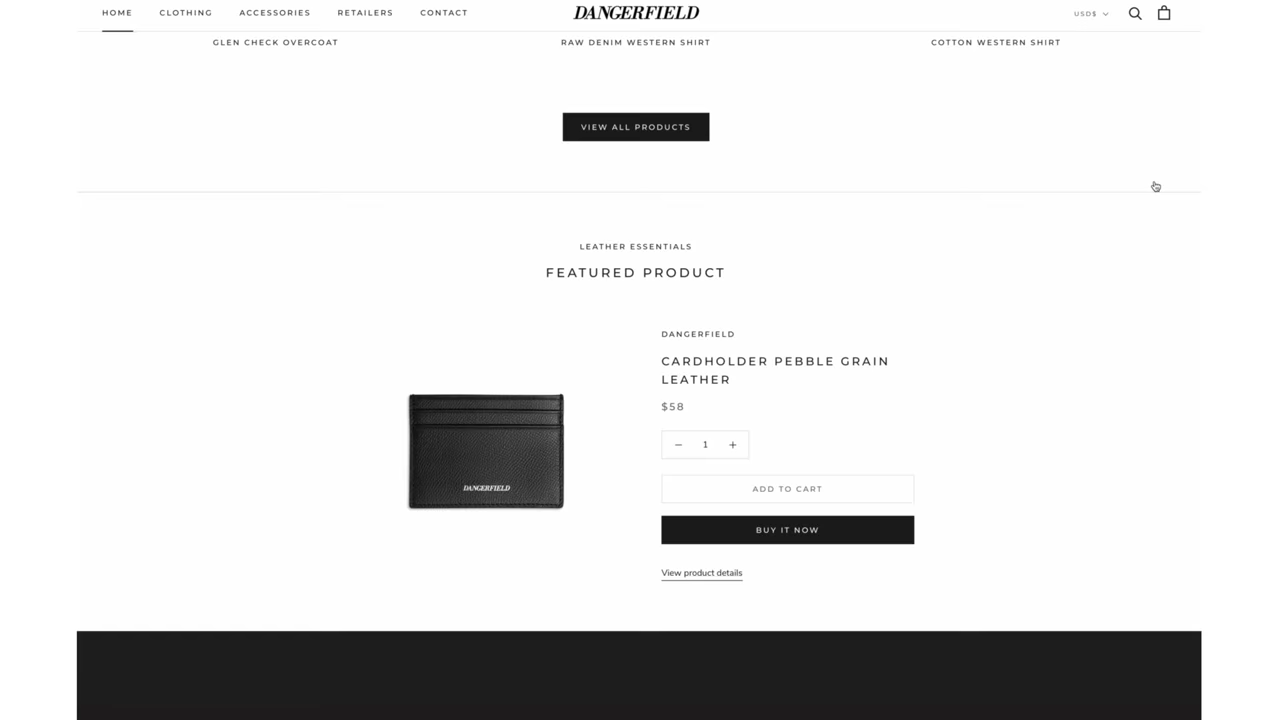 HOME CLOTHING ACCESSORIES RETAILERS CONTACT DANGERFIELD USD$
GLEN CHECK OVERCOAT RAW DENIM WESTERN SHIRT COTTON WESTERN SHIRT
VIEW ALL PRODUCTS
LEATHER ESSENTIALS
FEATURED PRODUCT
DANGERFIELD
CARDHOLDER PEBBLE GRAIN
LEATHER
$58
− 1 +
ADD TO CART
DANGERFIELD
BUY IT NOW
View product details